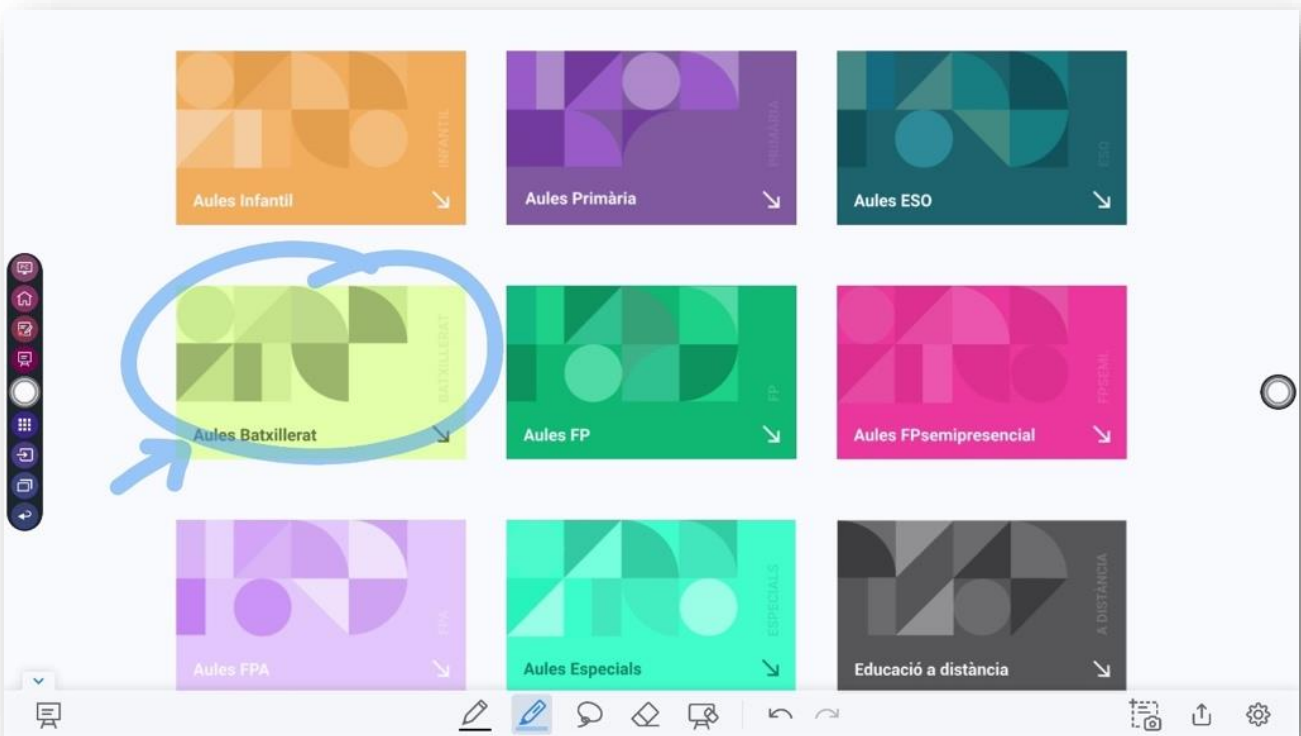 INFANTIL
Aules Infantil
PRIMÀRIA
Aules Primària
ESO
Aules ESO
BATXILLERAT
Aules Batxillerat
FP
Aules FP
FPSEMI.
Aules FPsemipresencial
FPA
Aules FPA
ESPECIALS
Aules Especials
A DISTÀNCIA
Educació a distància